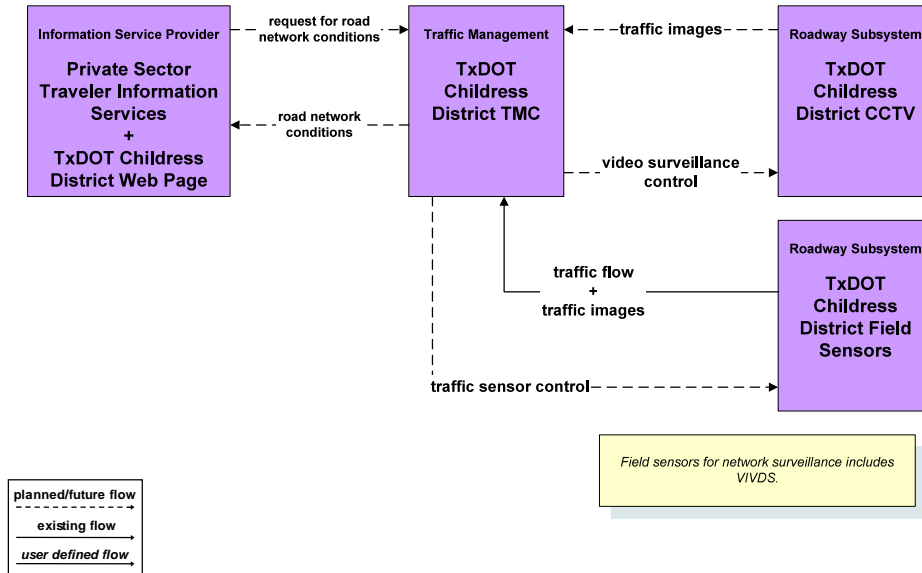 Information Service Provider
Private Sector
Traveler Information
Services
+
TxDOT Childress
District Web Page
request for road
network conditions
road network
conditions
Traffic Management
TxDOT
Childress
District TMC
traffic images
video surveillance
control
Roadway Subsystem
TxDOT
Childress
District CCTV
traffic flow
+
traffic images
traffic sensor control
Roadway Subsystem
TxDOT
Childress
District Field
Sensors
Field sensors for network surveillance includes
VIVDS.
planned/future flow
existing flow
user defined flow